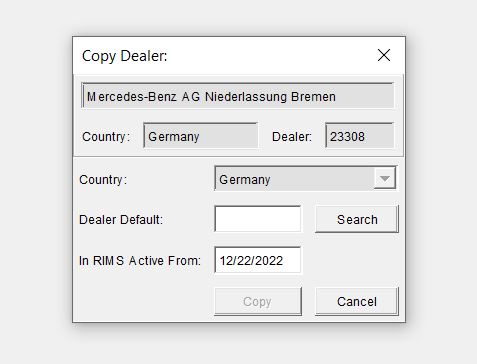 Copy Dealer:
Mercedes-Benz AG Niederlassung Bremen
Country: Germany Dealer: 23308
Country: Germany
Dealer Default: Search
In RIMS Active From: 12/22/2022
Copy Cancel